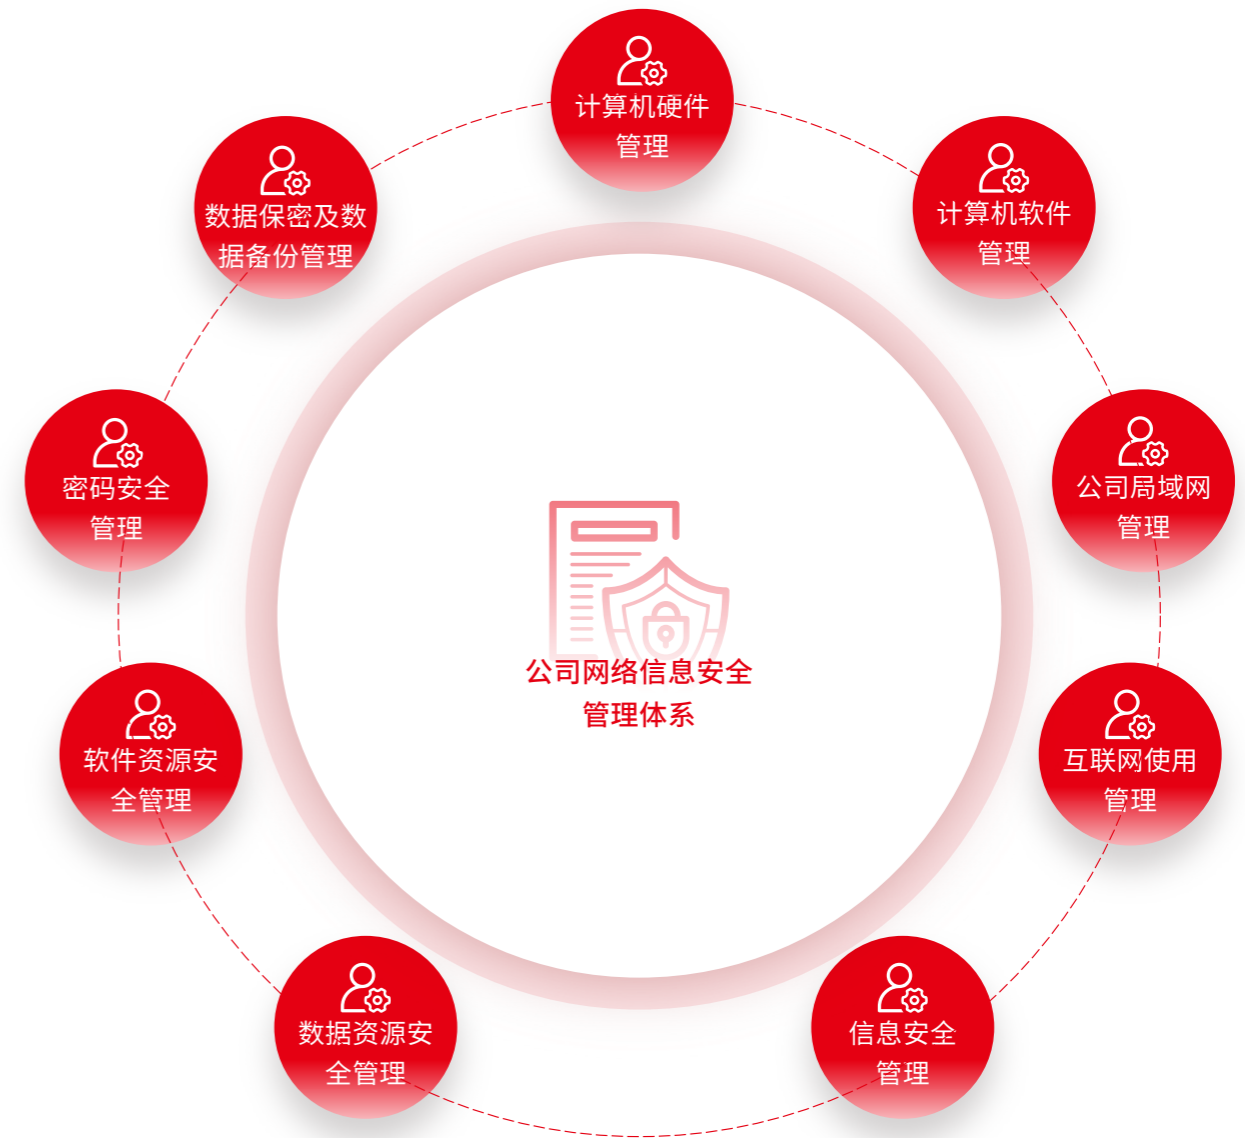 计算机硬件
管理
计算机软件
管理
公司局域网
管理
互联网使用
管理
信息安全
管理
数据资源安
全管理
软件资源安
全管理
密码安全
管理
数据保密及数
据备份管理
公司网络信息安全
管理体系